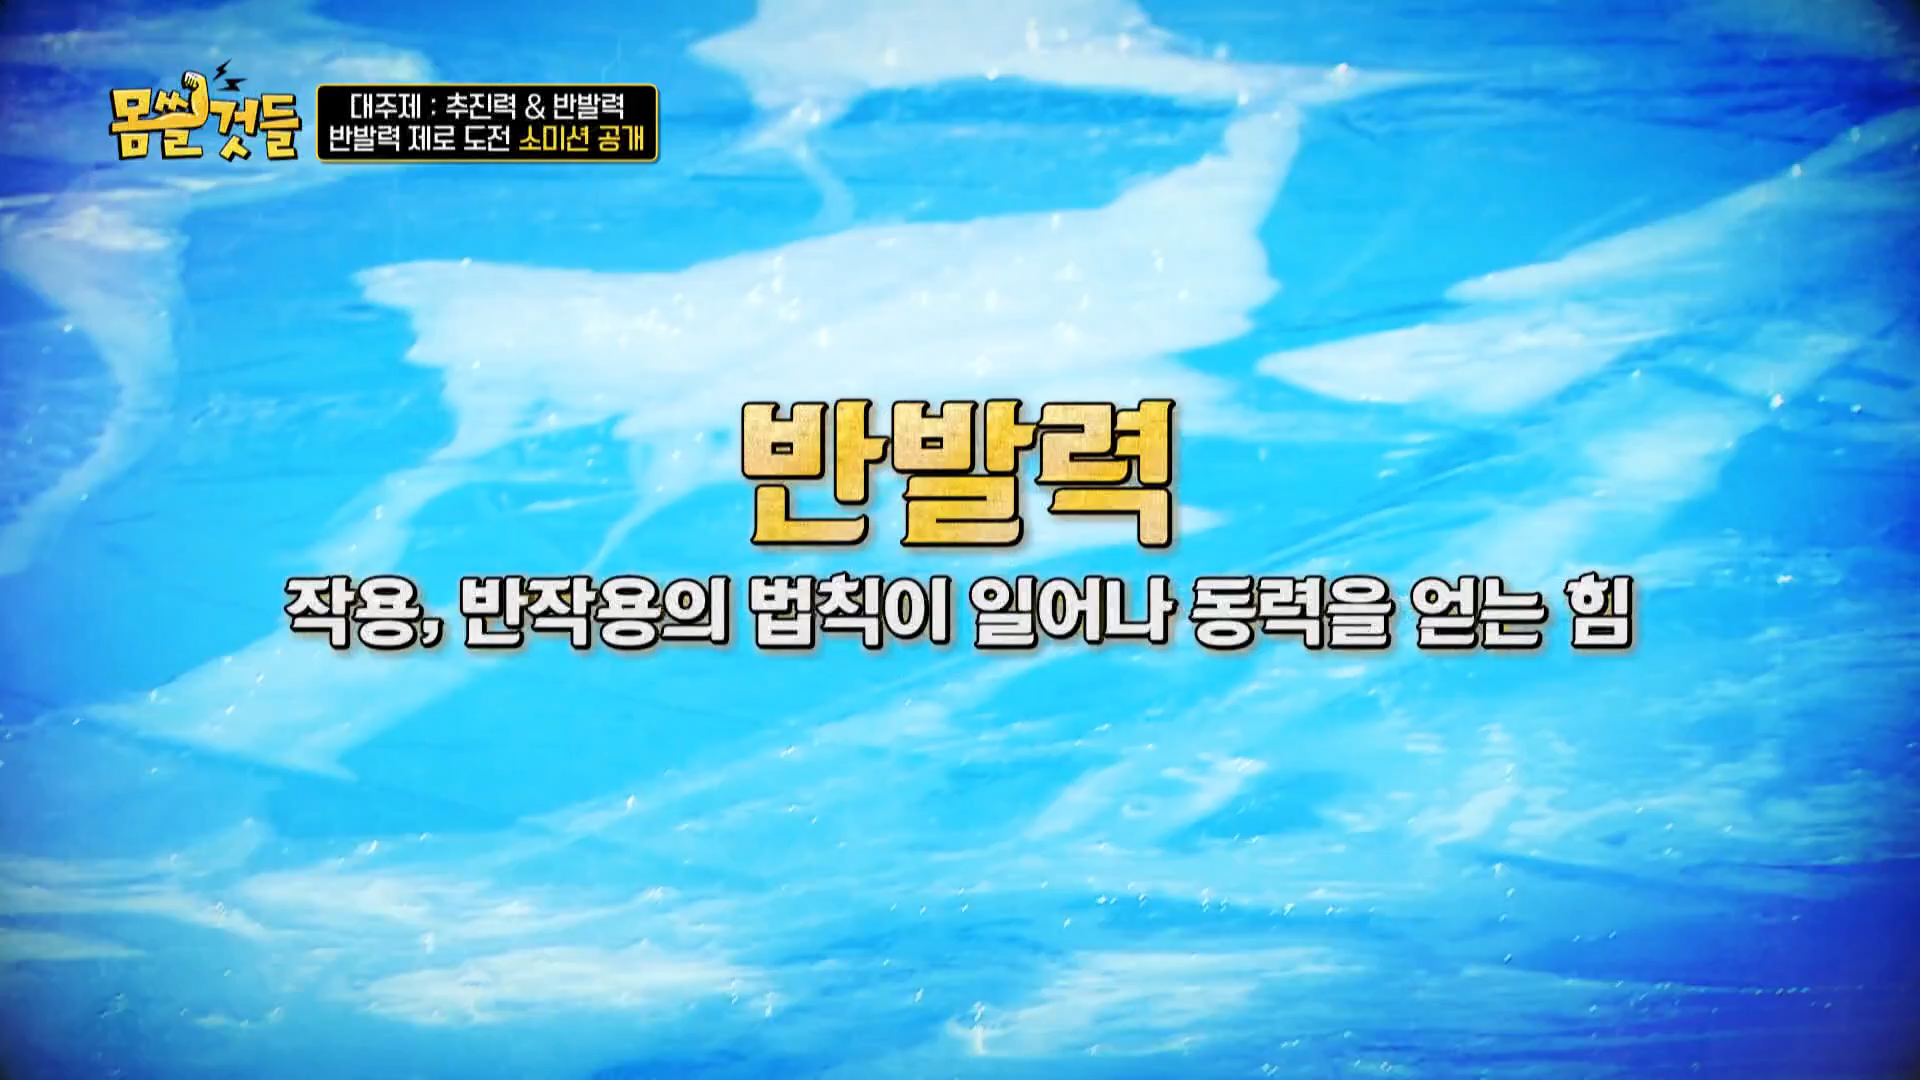 몸쓸것들
대주제 : 추진력 & 반발력
반발력 제로 도전 소미션 공개
반발력
작용, 반작용의 법칙이 일어나 동력을 얻는 힘